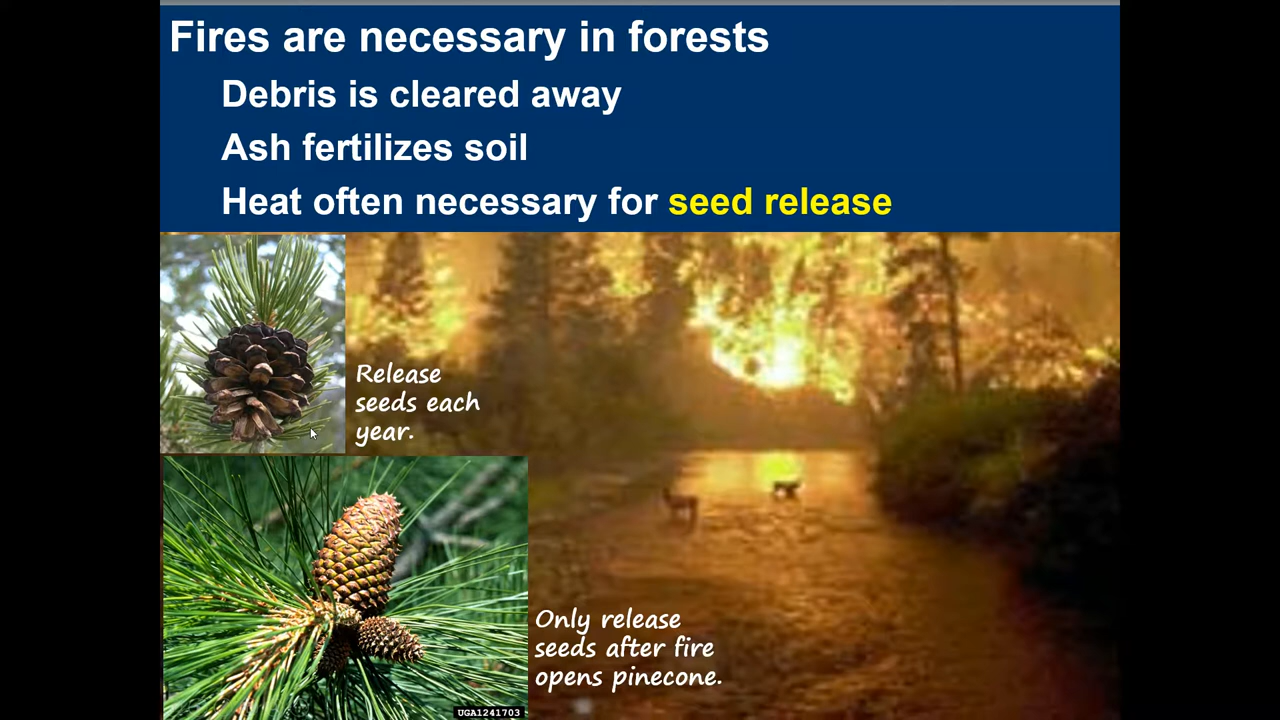 Fires are necessary in forests
Debris is cleared away
Ash fertilizes soil
Heat often necessary for seed release
Release
seeds each
year.
Only release
seeds after fire
opens pinecone.
UGA1241703